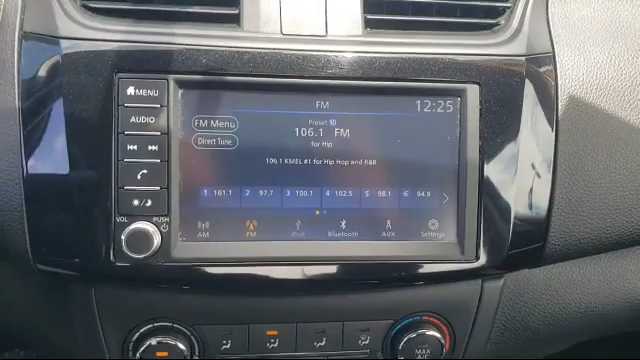 MENU
AUDIO
VOL
PUSH
FM
12:25
FM Menu
Direct Tune
Preset 10
106.1 FM
for Hip
106.1 KMEL #1 for Hip Hop and R&B
1 101.1 2 97.7 3 100.1 4 102.5 5 98.1 6 94.9
AM FM iPod Bluetooth AUX Settings
MAX
A/C